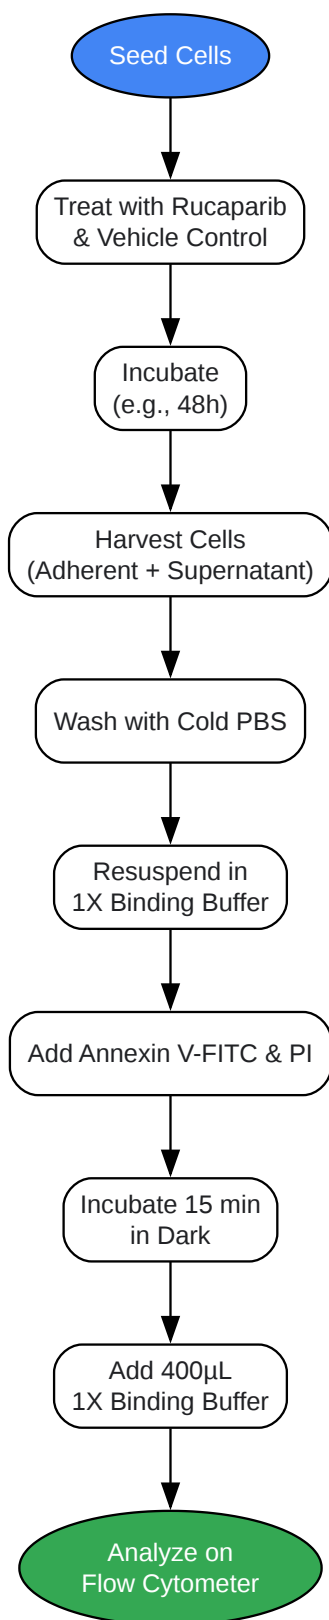 Seed Cells
Treat with Rucaparib
& Vehicle Control
Incubate
(e.g., 48h)
Harvest Cells
(Adherent + Supernatant)
Wash with Cold PBS
Resuspend in
1X Binding Buffer
Add Annexin V-FITC & PI
Incubate 15 min
in Dark
Add 400µL
1X Binding Buffer
Analyze on
Flow Cytometer